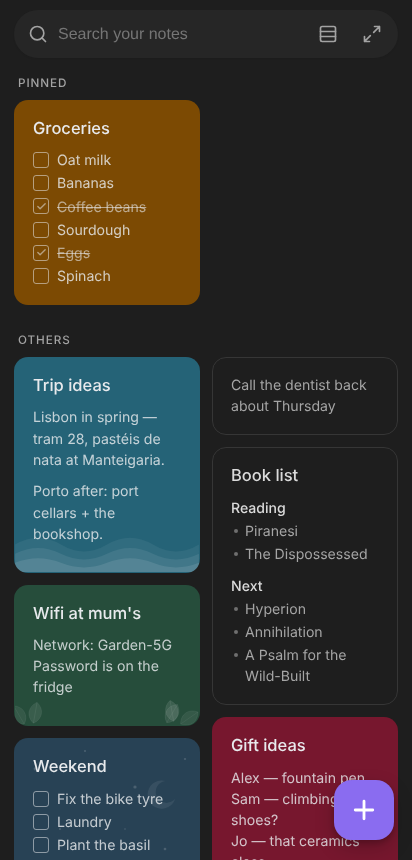 Search your notes
PINNED
Groceries
Oat milk
Bananas
Coffee beans
Sourdough
Eggs
Spinach
OTHERS
Trip ideas
Lisbon in spring —
tram 28, pastéis de
nata at Manteigaria.
Porto after: port
cellars + the
bookshop.
Wifi at mum's
Network: Garden-5G
Password is on the
fridge
Weekend
Fix the bike tyre
Laundry
Plant the basil
Call the dentist back
about Thursday
Book list
Reading
• Piranesi
• The Dispossessed
Next
• Hyperion
• Annihilation
• A Psalm for the
Wild-Built
Gift ideas
Alex — fountain pen
Sam — climbing
shoes?
Jo — that ceramics